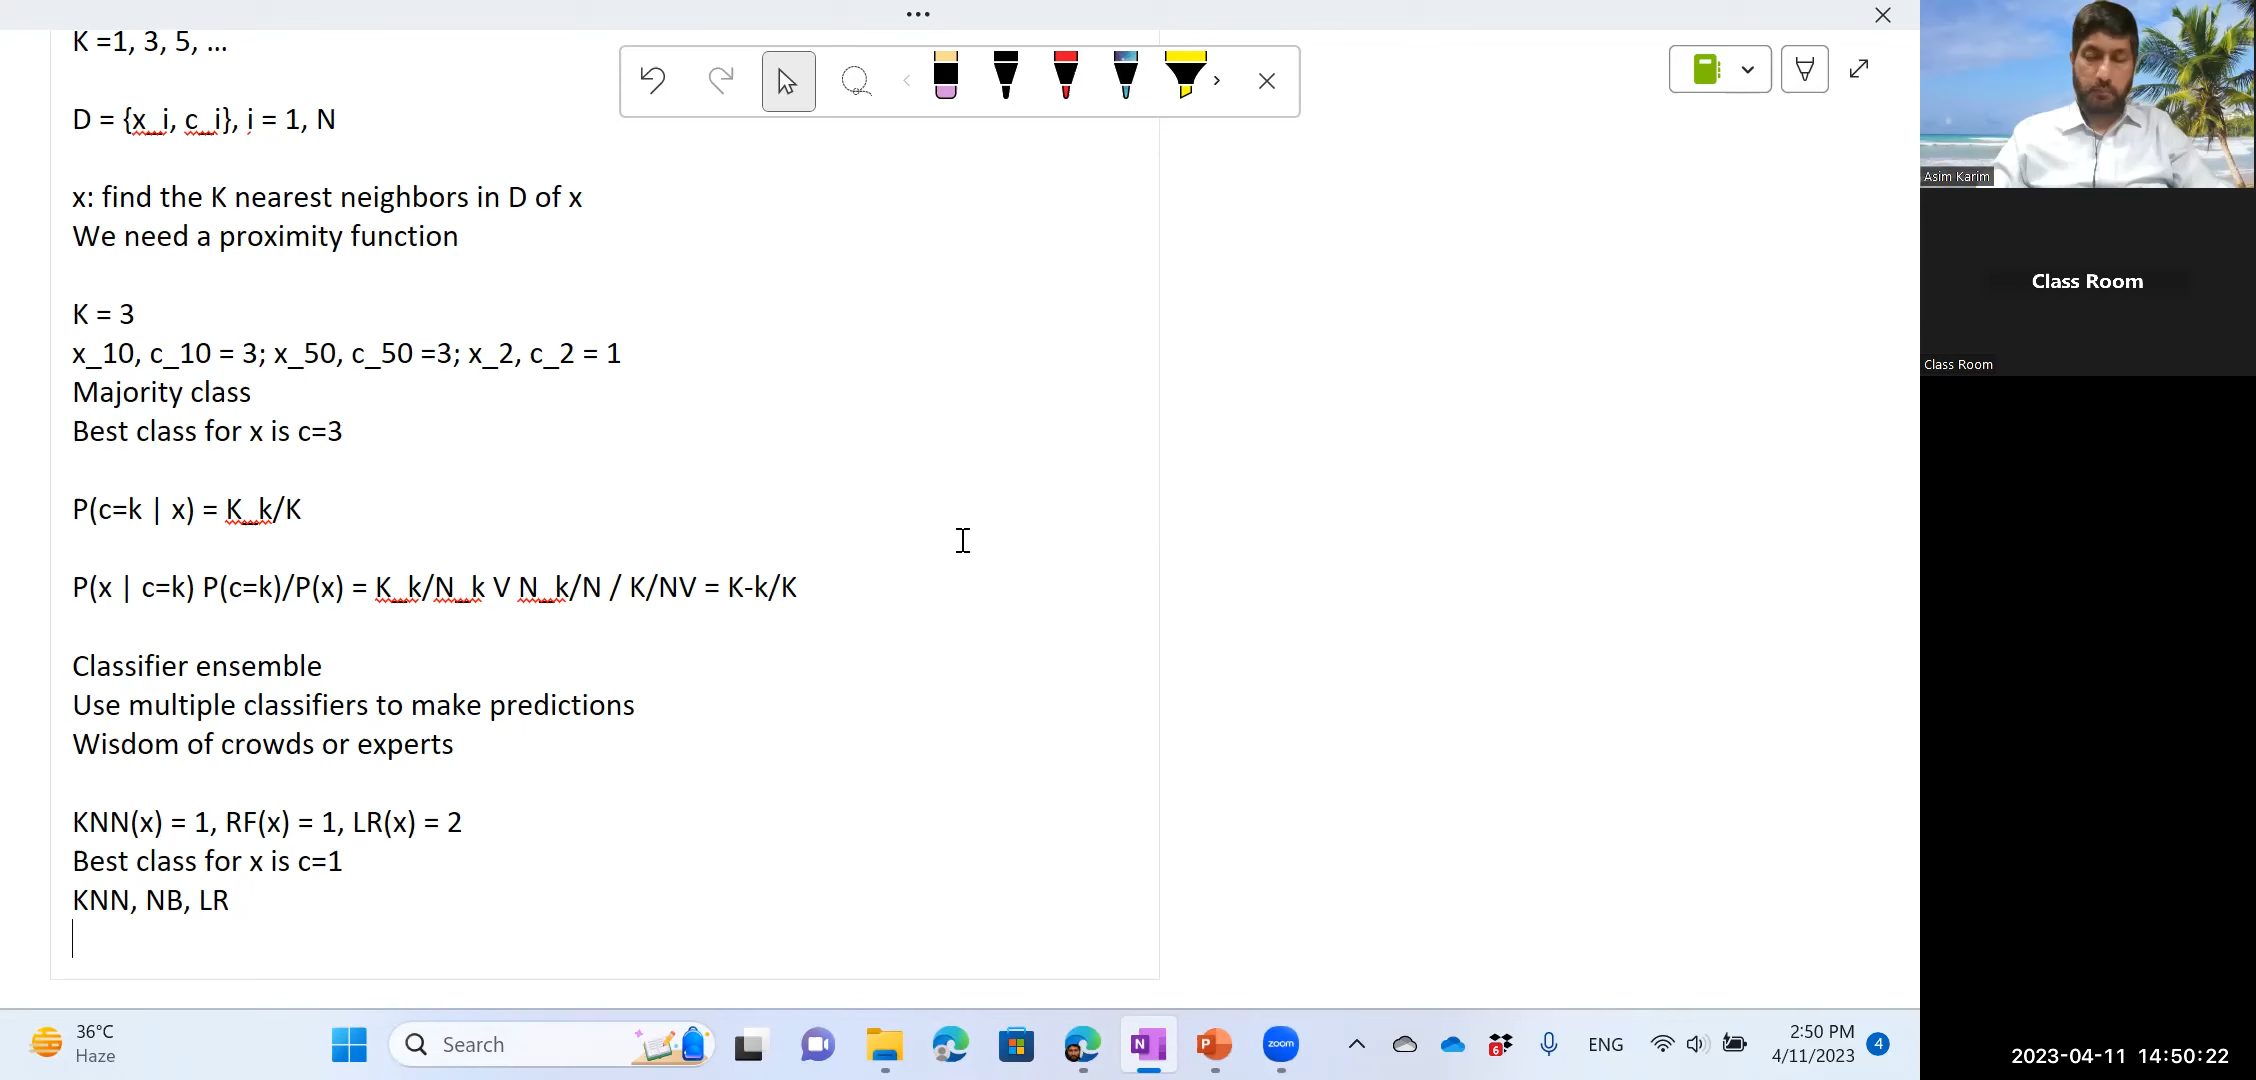 K =1, 3, 5, ...
D = {x_i, c_i}, i = 1, N
x: find the K nearest neighbors in D of x
We need a proximity function
K = 3
x_10, c_10 = 3; x_50, c_50 =3; x_2, c_2 = 1
Majority class
Best class for x is c=3
P(c=k | x) = K_k/K
P(x | c=k) P(c=k)/P(x) = K_k/N_k V N_k/N / K/NV = K-k/K
Classifier ensemble
Use multiple classifiers to make predictions
Wisdom of crowds or experts
KNN(x) = 1, RF(x) = 1, LR(x) = 2
Best class for x is c=1
KNN, NB, LR
Asim Karim
Class Room
Class Room
36°C
Haze
Search
N
P
zoom
6
ENG
2:50 PM
4/11/2023
4
2023-04-11 14:50:22